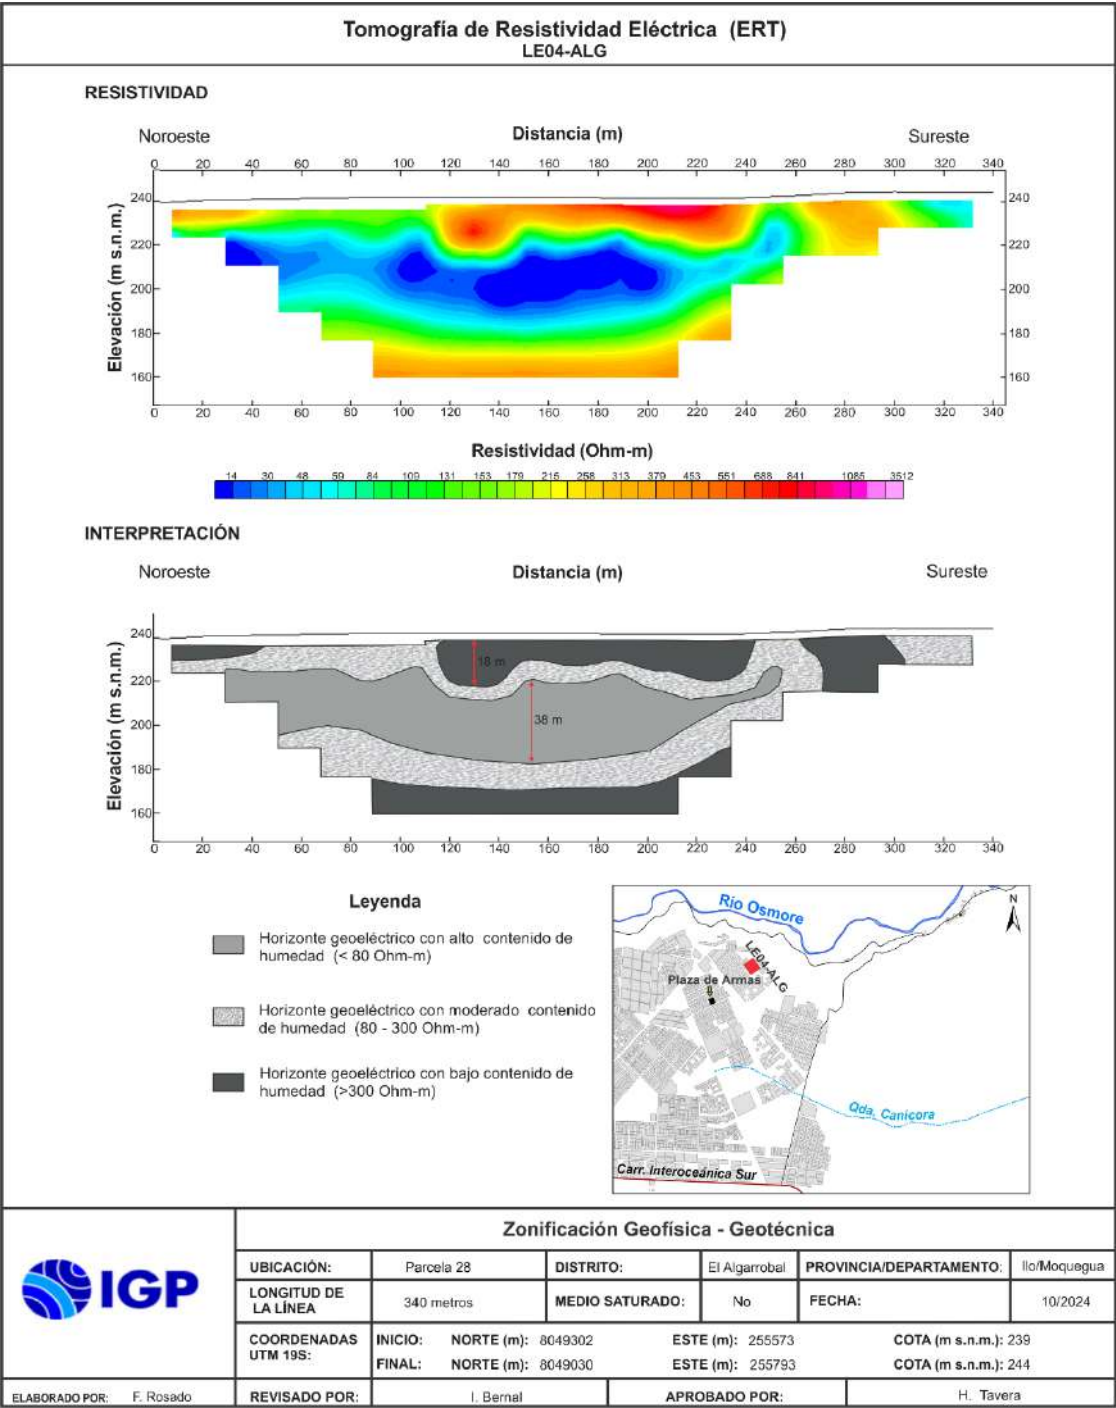 Tomografía de Resistividad Eléctrica (ERT)
LE04-ALG
RESISTIVIDAD
Noroeste Distancia (m) Sureste
0 20 40 60 80 100 120 140 160 180 200 220 240 260 280 300 320 340
Elevación (m s.n.m.)
240 240
220 220
200 200
180 180
160 160
0 20 40 60 80 100 120 140 160 180 200 220 240 260 280 300 320 340
Resistividad (Ohm-m)
14 30 48 59 84 109 131 153 179 215 258 313 379 453 551 688 841 1085 3512
INTERPRETACIÓN
Noroeste Distancia (m) Sureste
Elevación (m s.n.m.)
240
220
200
180
160
18 m
38 m
0 20 40 60 80 100 120 140 160 180 200 220 240 260 280 300 320 340
Leyenda
Horizonte geoeléctrico con alto contenido de
humedad (< 80 Ohm-m)
Horizonte geoeléctrico con moderado contenido
de humedad (80 - 300 Ohm-m)
Horizonte geoeléctrico con bajo contenido de
humedad (>300 Ohm-m)
Río Osmore
N
LE04-ALG
Plaza de Armas
Qda. Canicora
Carr. Interoceánica Sur
IGP
Zonificación Geofísica - Geotécnica
UBICACIÓN: Parcela 28 DISTRITO: El Algarrobal PROVINCIA/DEPARTAMENTO: Ilo/Moquegua
LONGITUD DE
LA LÍNEA 340 metros MEDIO SATURADO: No FECHA: 10/2024
COORDENADAS
UTM 19S:
INICIO: NORTE (m): 8049302 ESTE (m): 255573 COTA (m s.n.m.): 239
FINAL: NORTE (m): 8049030 ESTE (m): 255793 COTA (m s.n.m.): 244
ELABORADO POR: F. Rosado REVISADO POR: I. Bernal APROBADO POR: H. Tavera